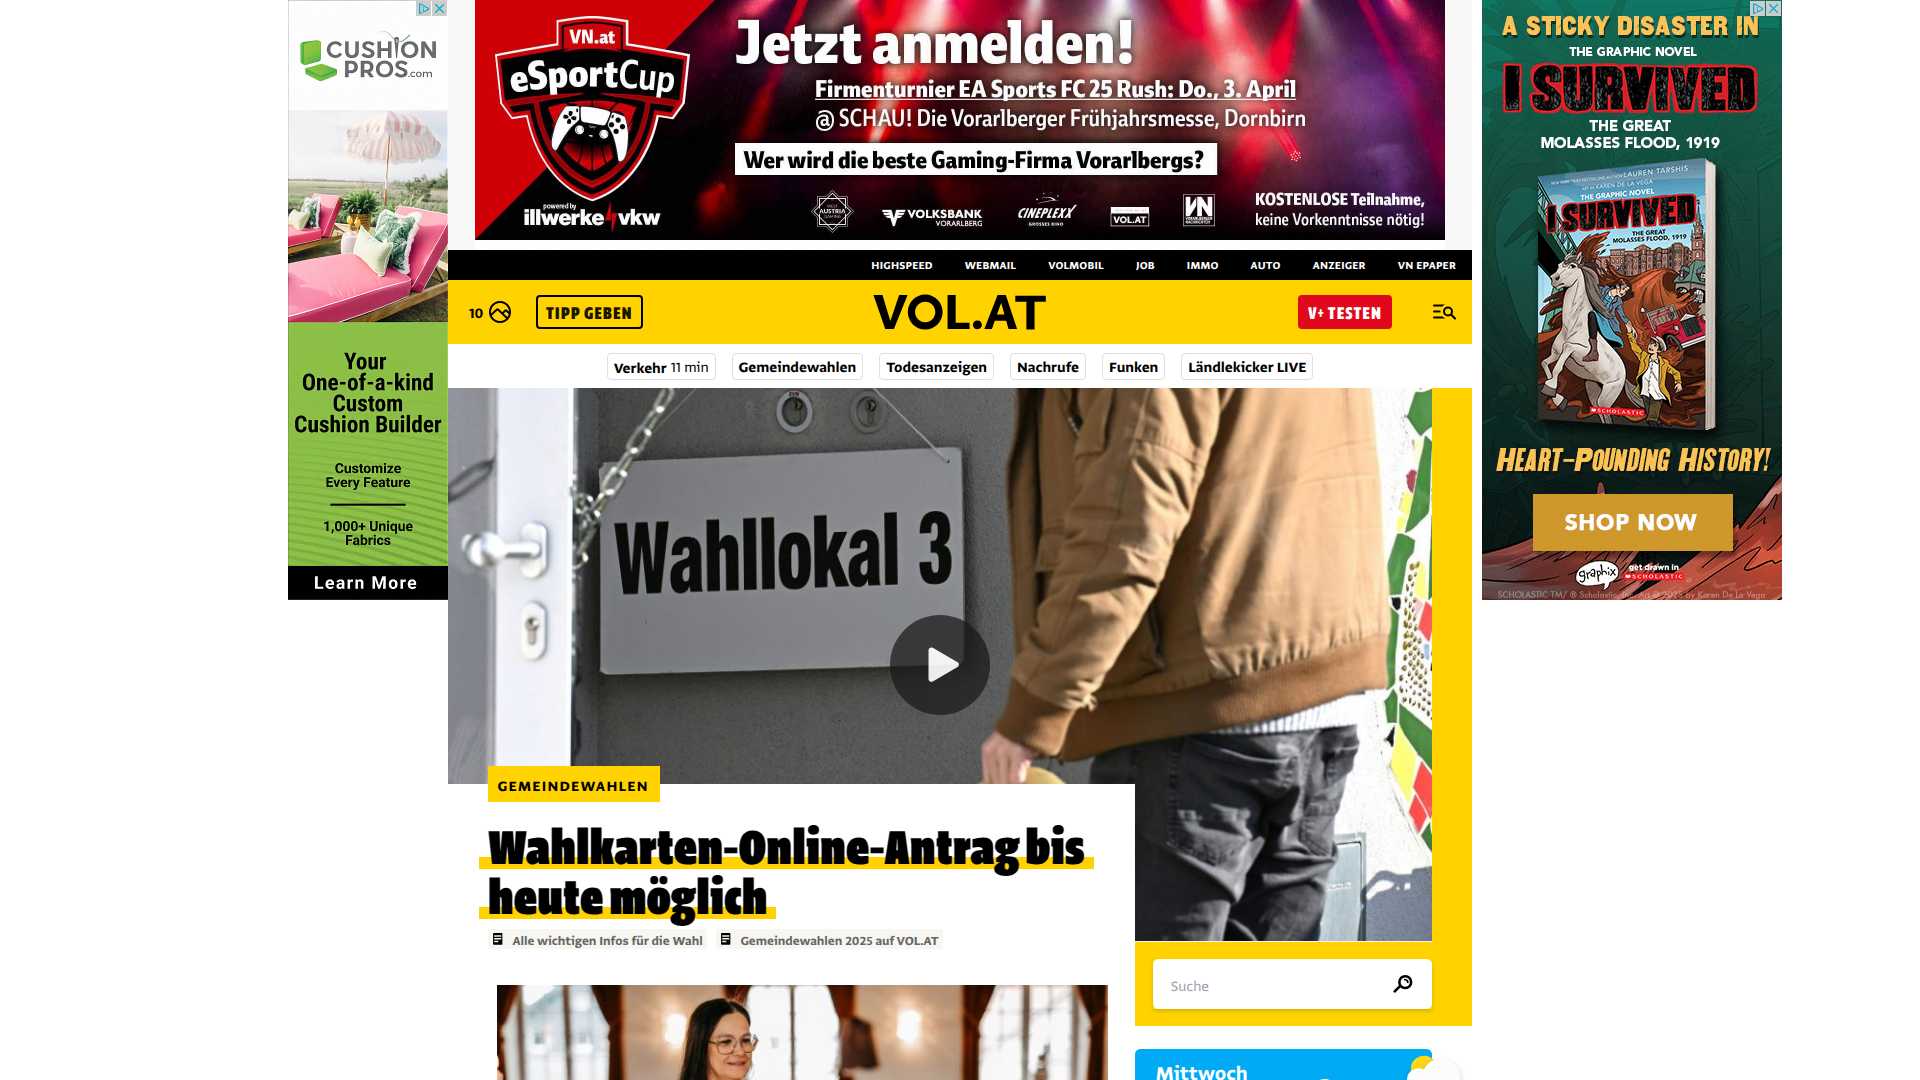 CUSHION
PROS.com
Your
One-of-a-kind
Custom
Cushion Builder
Customize
Every Feature
1,000+ Unique
Fabrics
Learn More
VN.at
eSportCup
powered by
illwerke vkw
Jetzt anmelden!
Firmenturnier EA Sports FC 25 Rush: Do., 3. April
@ SCHAU! Die Vorarlberger Frühjahrsmesse, Dornbirn
Wer wird die beste Gaming-Firma Vorarlbergs?
AUSTRIA
VOLKSBANK
VORARLBERG
CINEPLEXX
VOL.AT
VN
KOSTENLOSE Teilnahme,
keine Vorkenntnisse nötig!
HIGHSPEED WEBMAIL VOLMOBIL JOB IMMO AUTO ANZEIGER VN EPAPER
10 TIPP GEBEN VOL.AT V+ TESTEN
Verkehr 11 min Gemeindewahlen Todesanzeigen Nachrufe Funken Ländlekicker LIVE
Wahllokal 3
GEMEINDEWAHLEN
Wahlkarten-Online-Antrag bis
heute möglich
Alle wichtigen Infos für die Wahl Gemeindewahlen 2025 auf VOL.AT
Suche
Mittwoch
A STICKY DISASTER IN
THE GRAPHIC NOVEL
I SURVIVED
THE GREAT
MOLASSES FLOOD, 1919
LAUREN TARSHIS
THE GRAPHIC NOVEL
I SURVIVED
THE GREAT
MOLASSES FLOOD, 1919
SCHOLASTIC
HEART-POUNDING HISTORY!
SHOP NOW
graphix
get drawn in
SCHOLASTIC